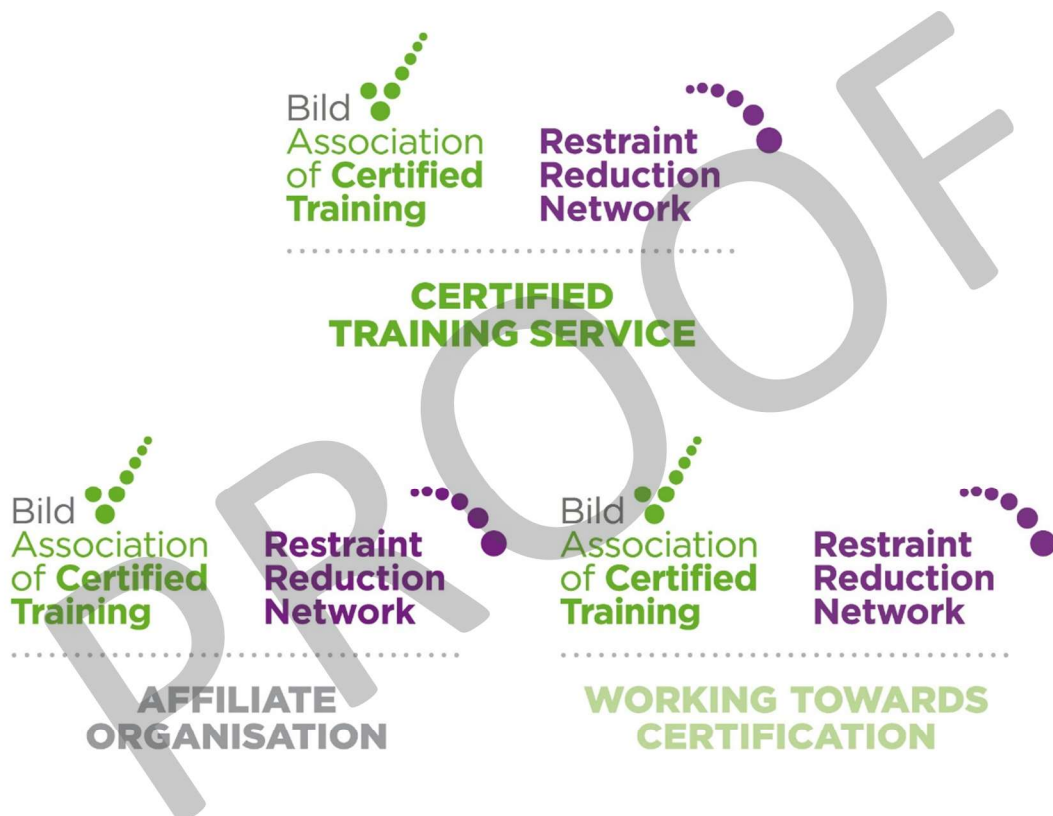 Bild
Association
of Certified
Training
Restraint
Reduction
Network
CERTIFIED
TRAINING SERVICE
Bild
Association
of Certified
Training
Restraint
Reduction
Network
AFFILIATE
ORGANISATION
Bild
Association
of Certified
Training
Restraint
Reduction
Network
WORKING TOWARDS
CERTIFICATION
PROOF